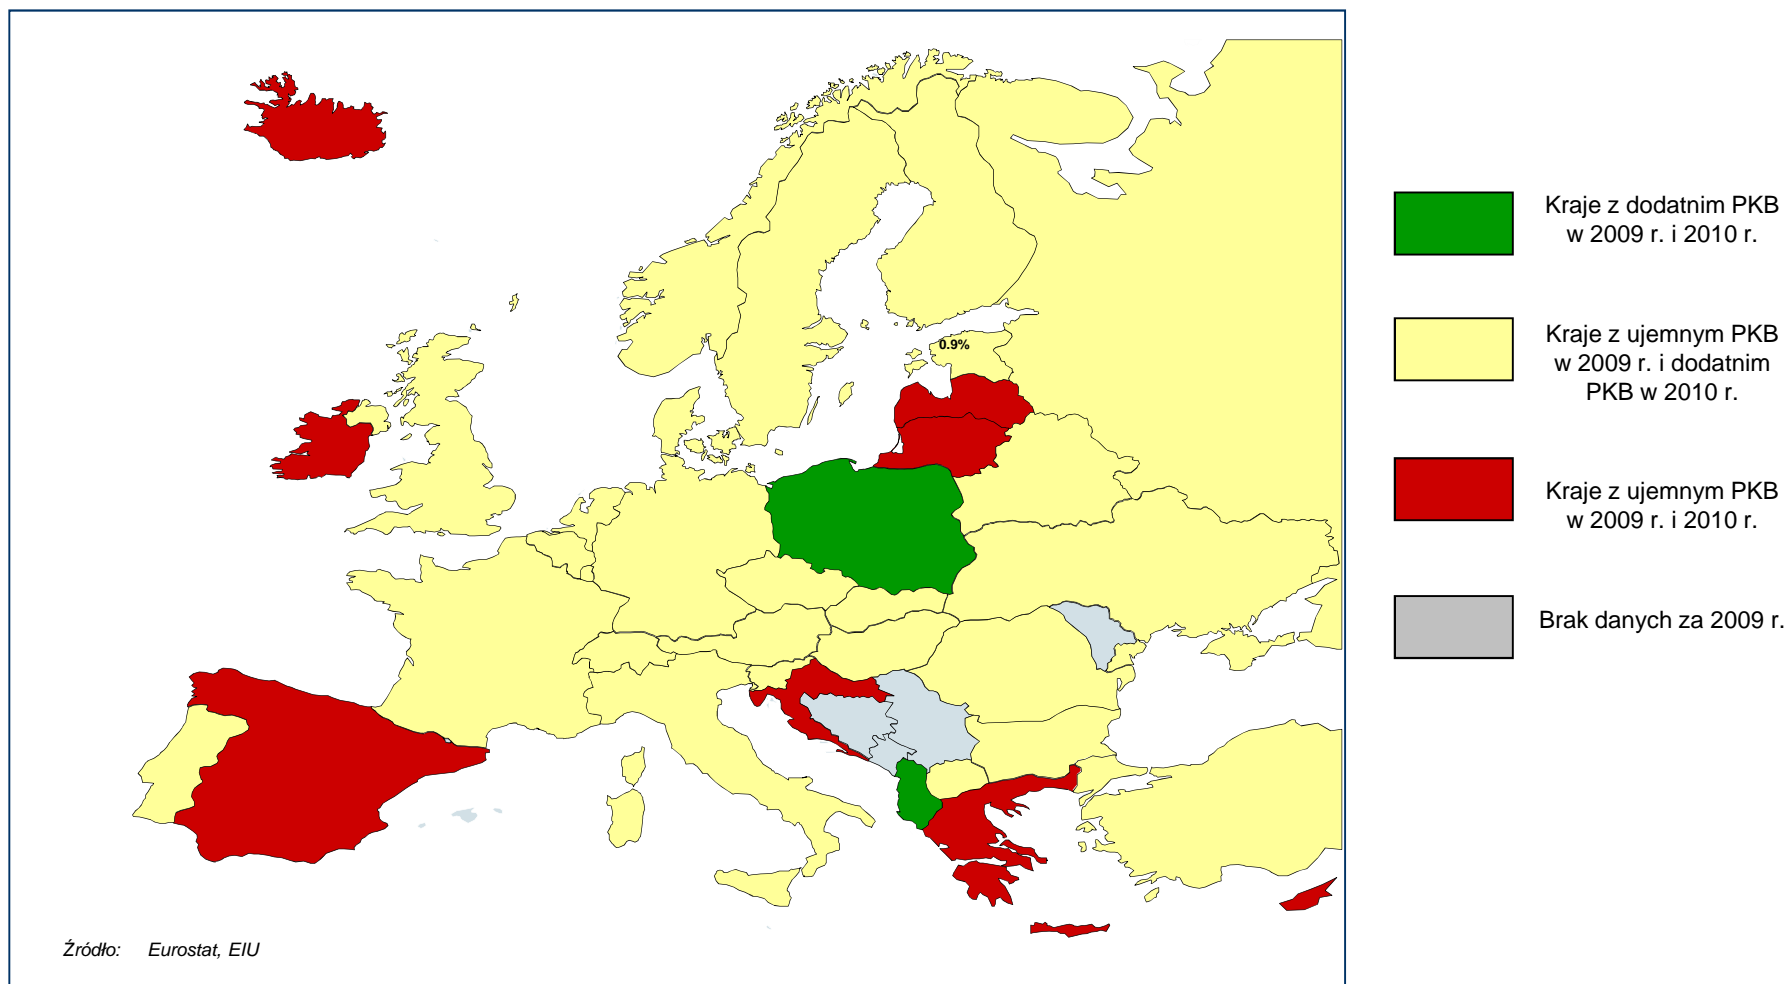 0.9%
Kraje z dodatnim PKB
w 2009 r. i 2010 r.
Kraje z ujemnym PKB
w 2009 r. i dodatnim
PKB w 2010 r.
Kraje z ujemnym PKB
w 2009 r. i 2010 r.
Brak danych za 2009 r.
Źródło: Eurostat, EIU